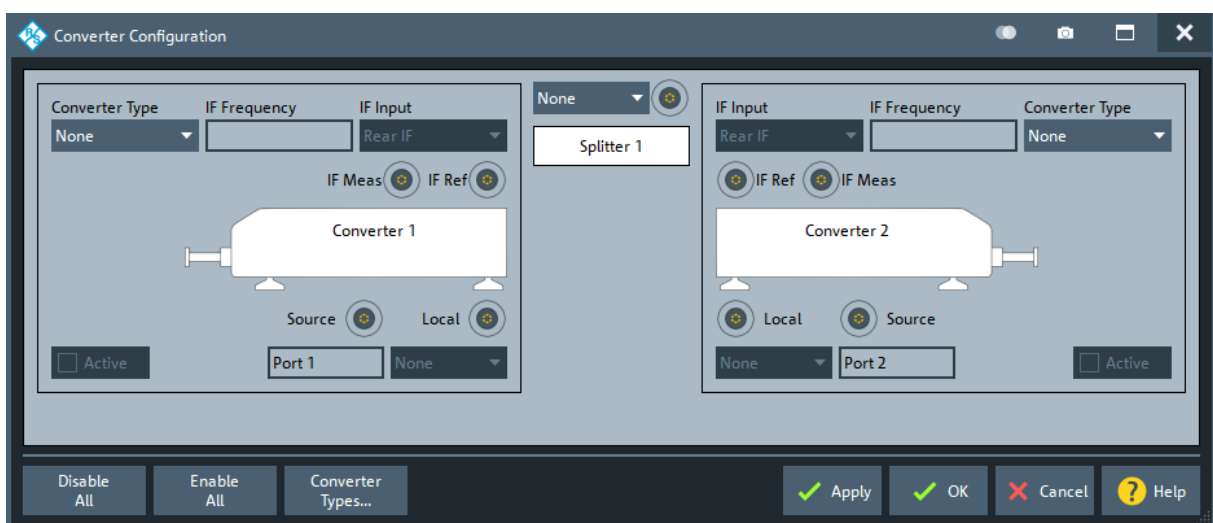 Converter Configuration
Converter Type IF Frequency IF Input
None Rear IF
IF Meas IF Ref
Converter 1
Source Local
Active Port 1 None
None
Splitter 1
IF Input IF Frequency Converter Type
Rear IF None
IF Ref IF Meas
Converter 2
Local Source
None Port 2 Active
Disable
All
Enable
All
Converter
Types...
Apply
OK
Cancel
? Help